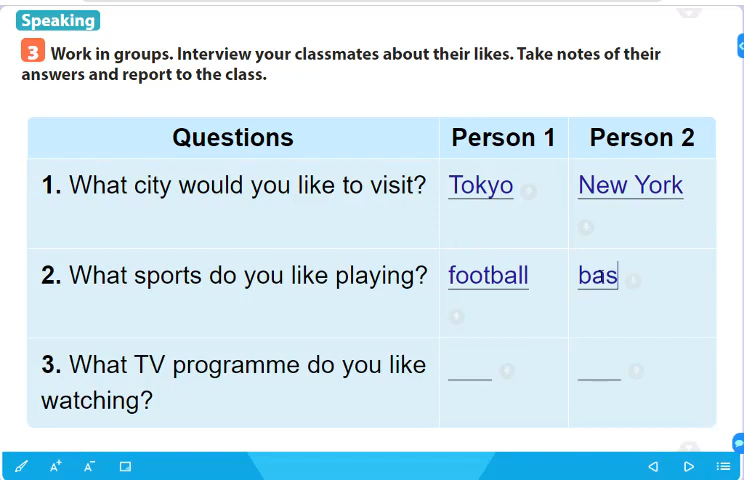 Speaking
3 Work in groups. Interview your classmates about their likes. Take notes of their
answers and report to the class.
Questions Person 1 Person 2
1. What city would you like to visit? Tokyo New York
2. What sports do you like playing? football bas
3. What TV programme do you like
watching?
A+ A-